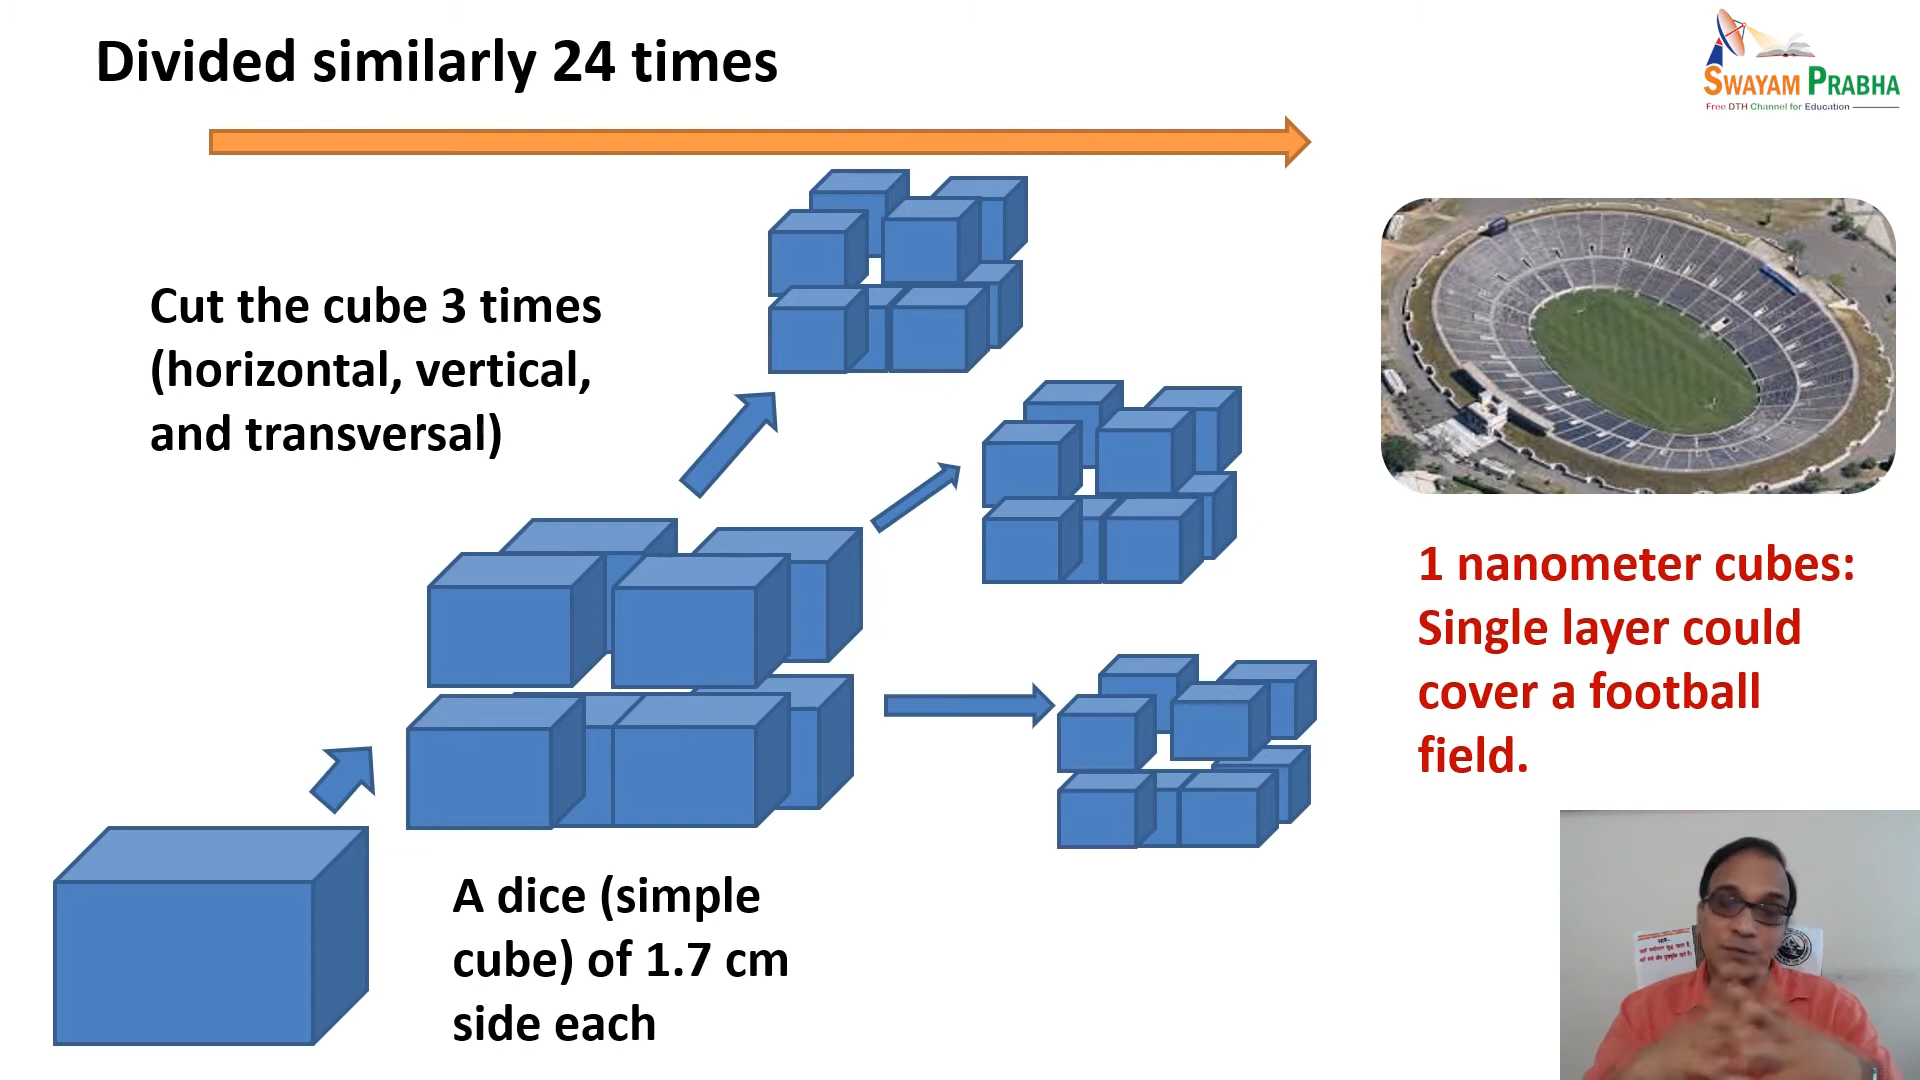 Divided similarly 24 times
SWAYAM PRABHA
Free DTH Channel for Education
Cut the cube 3 times
(horizontal, vertical,
and transversal)
1 nanometer cubes:
Single layer could
cover a football
field.
A dice (simple
cube) of 1.7 cm
side each